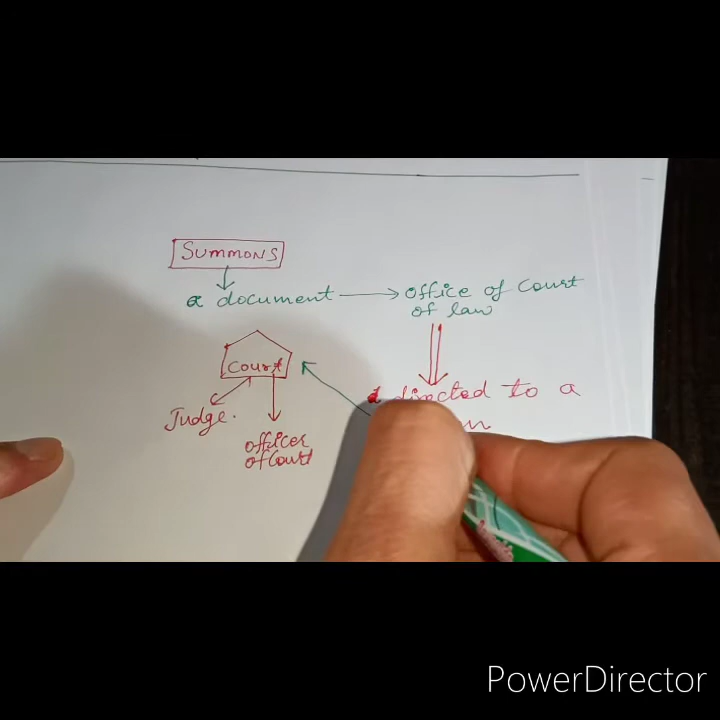 SUMMONS
a document → office of court
of law
court
directed to a
Judge.
officer
of court
PowerDirector